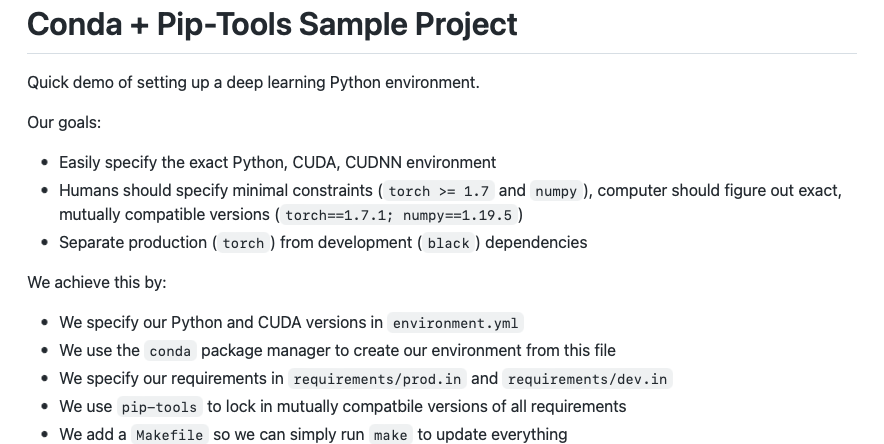 Conda + Pip-Tools Sample Project
Quick demo of setting up a deep learning Python environment.
Our goals:
• Easily specify the exact Python, CUDA, CUDNN environment
• Humans should specify minimal constraints ( torch >= 1.7 and numpy ), computer should figure out exact,
mutually compatible versions ( torch==1.7.1; numpy==1.19.5 )
• Separate production ( torch ) from development ( black ) dependencies
We achieve this by:
• We specify our Python and CUDA versions in environment.yml
• We use the conda package manager to create our environment from this file
• We specify our requirements in requirements/prod.in and requirements/dev.in
• We use pip-tools to lock in mutually compatbile versions of all requirements
• We add a Makefile so we can simply run make to update everything